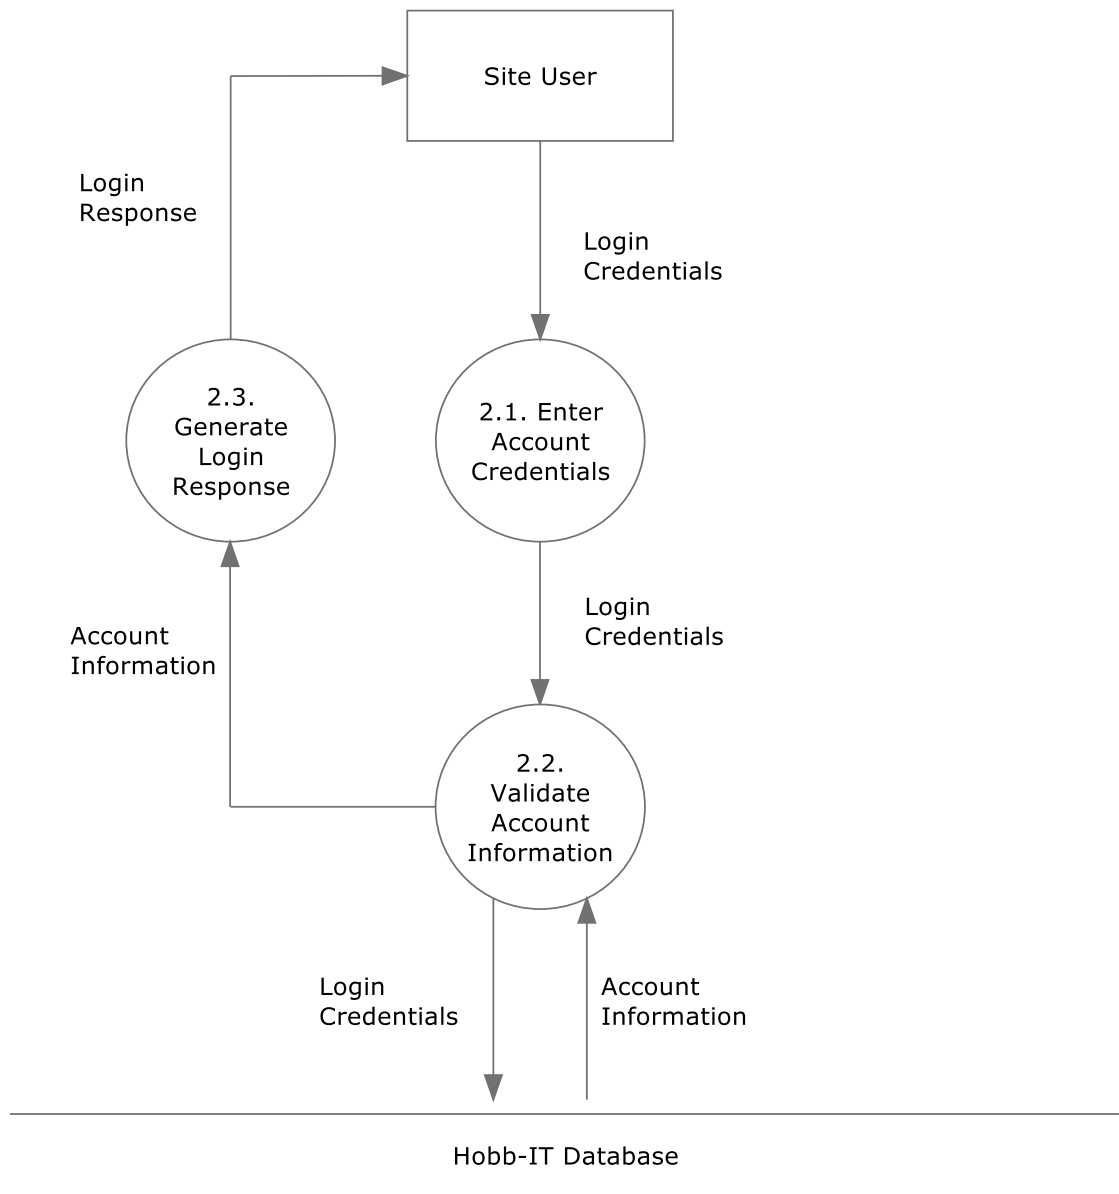 Site User
Login
Response
Login
Credentials
2.3.
Generate
Login
Response
2.1. Enter
Account
Credentials
Account
Information
Login
Credentials
2.2.
Validate
Account
Information
Login
Credentials
Account
Information
Hobb-IT Database